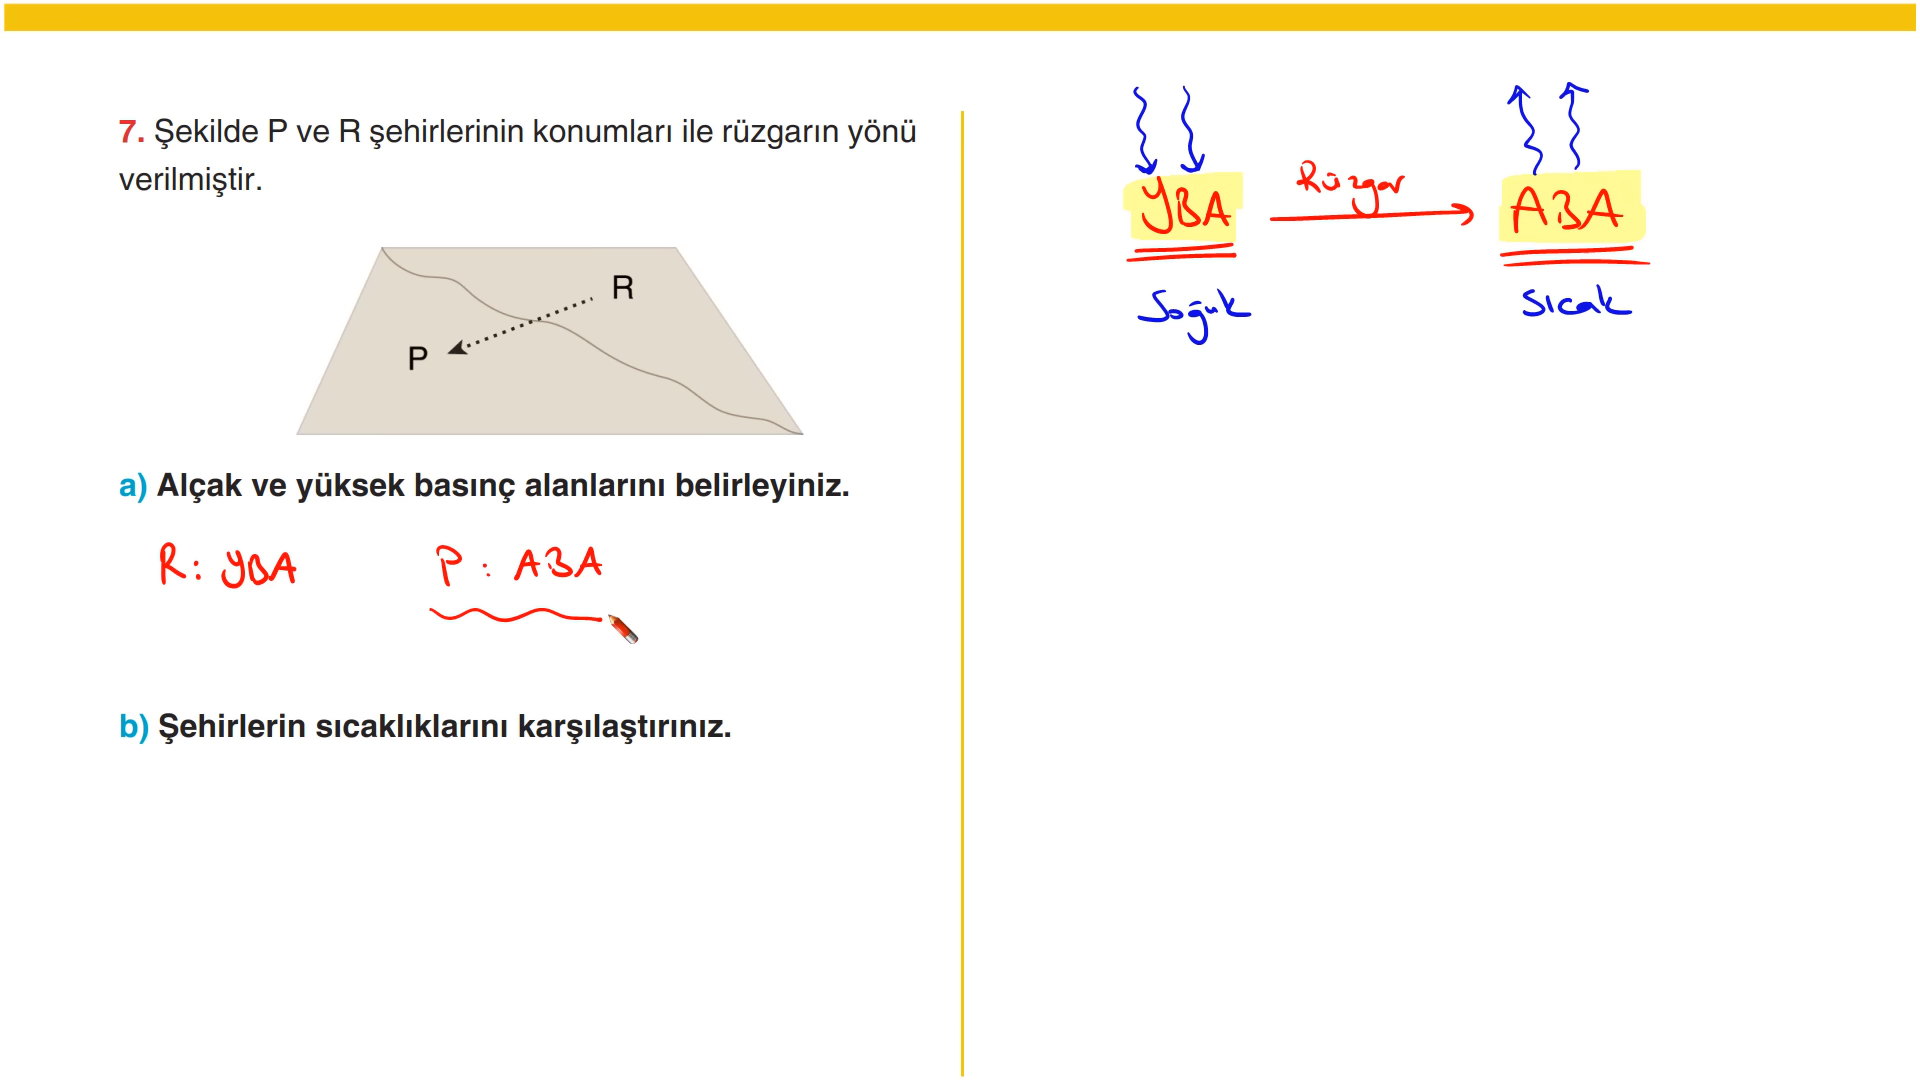 7. Şekilde P ve R şehirlerinin konumları ile rüzgarın yönü
verilmiştir.
R
P
a) Alçak ve yüksek basınç alanlarını belirleyiniz.
R: YBA P: ABA
b) Şehirlerin sıcaklıklarını karşılaştırınız.
YBA Rüzgar ABA
Soğuk Sıcak